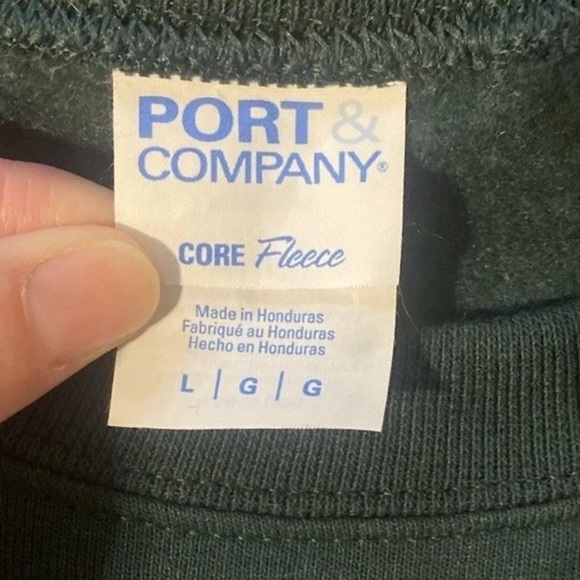 PORT &
COMPANY®
CORE Fleece
Made in Honduras
Fabriqué au Honduras
Hecho en Honduras
L | G | G